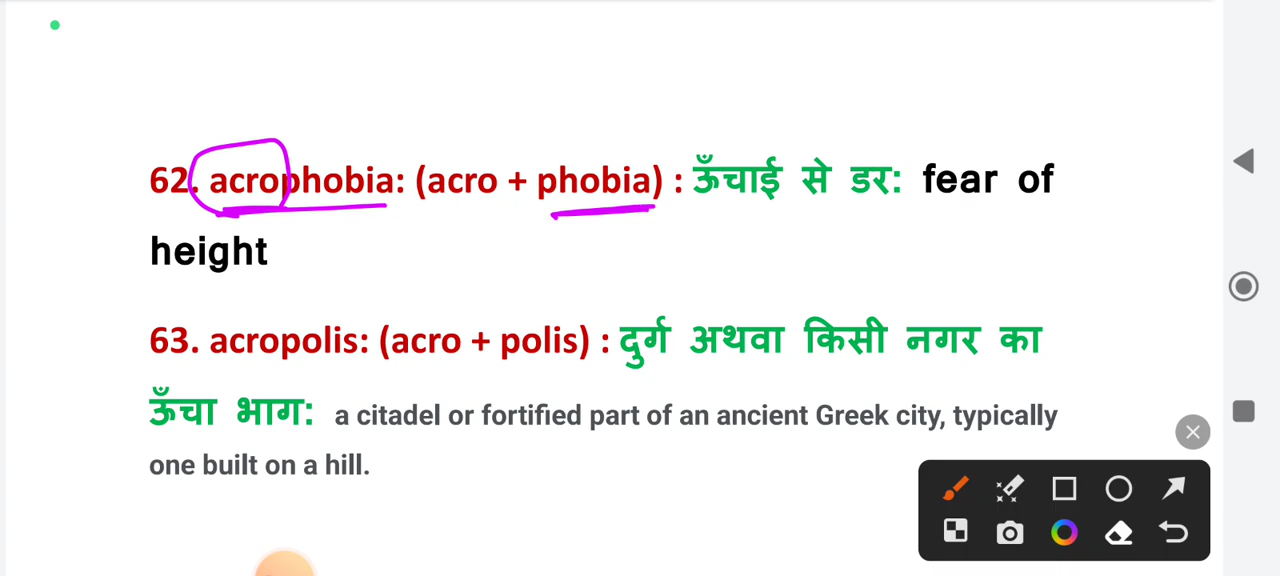 62. acrophobia: (acro + phobia) : ऊँचाई से डर: fear of
height
63. acropolis: (acro + polis) : दुर्ग अथवा किसी नगर का
ऊँचा भाग: a citadel or fortified part of an ancient Greek city, typically
one built on a hill.